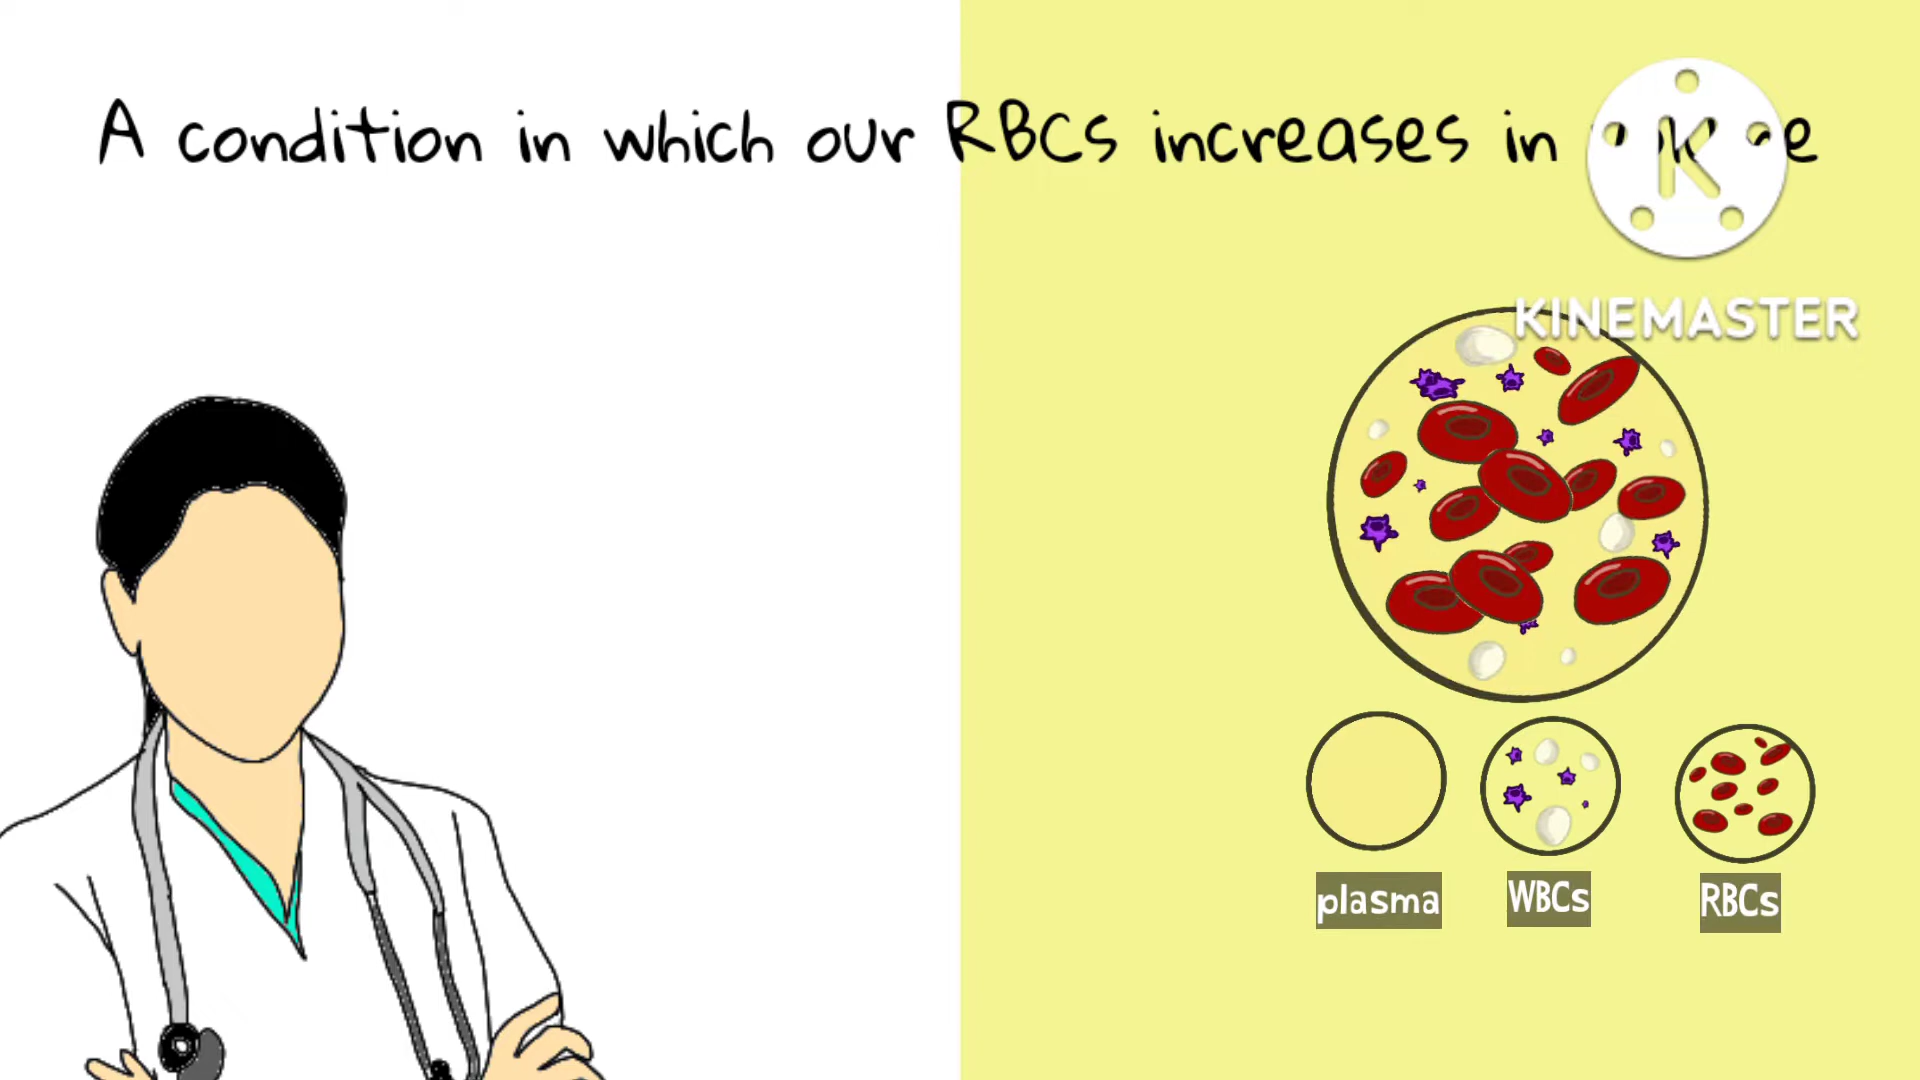 A condition in which our RBCs increases in
KINEMASTER
plasma
WBCs
RBCs